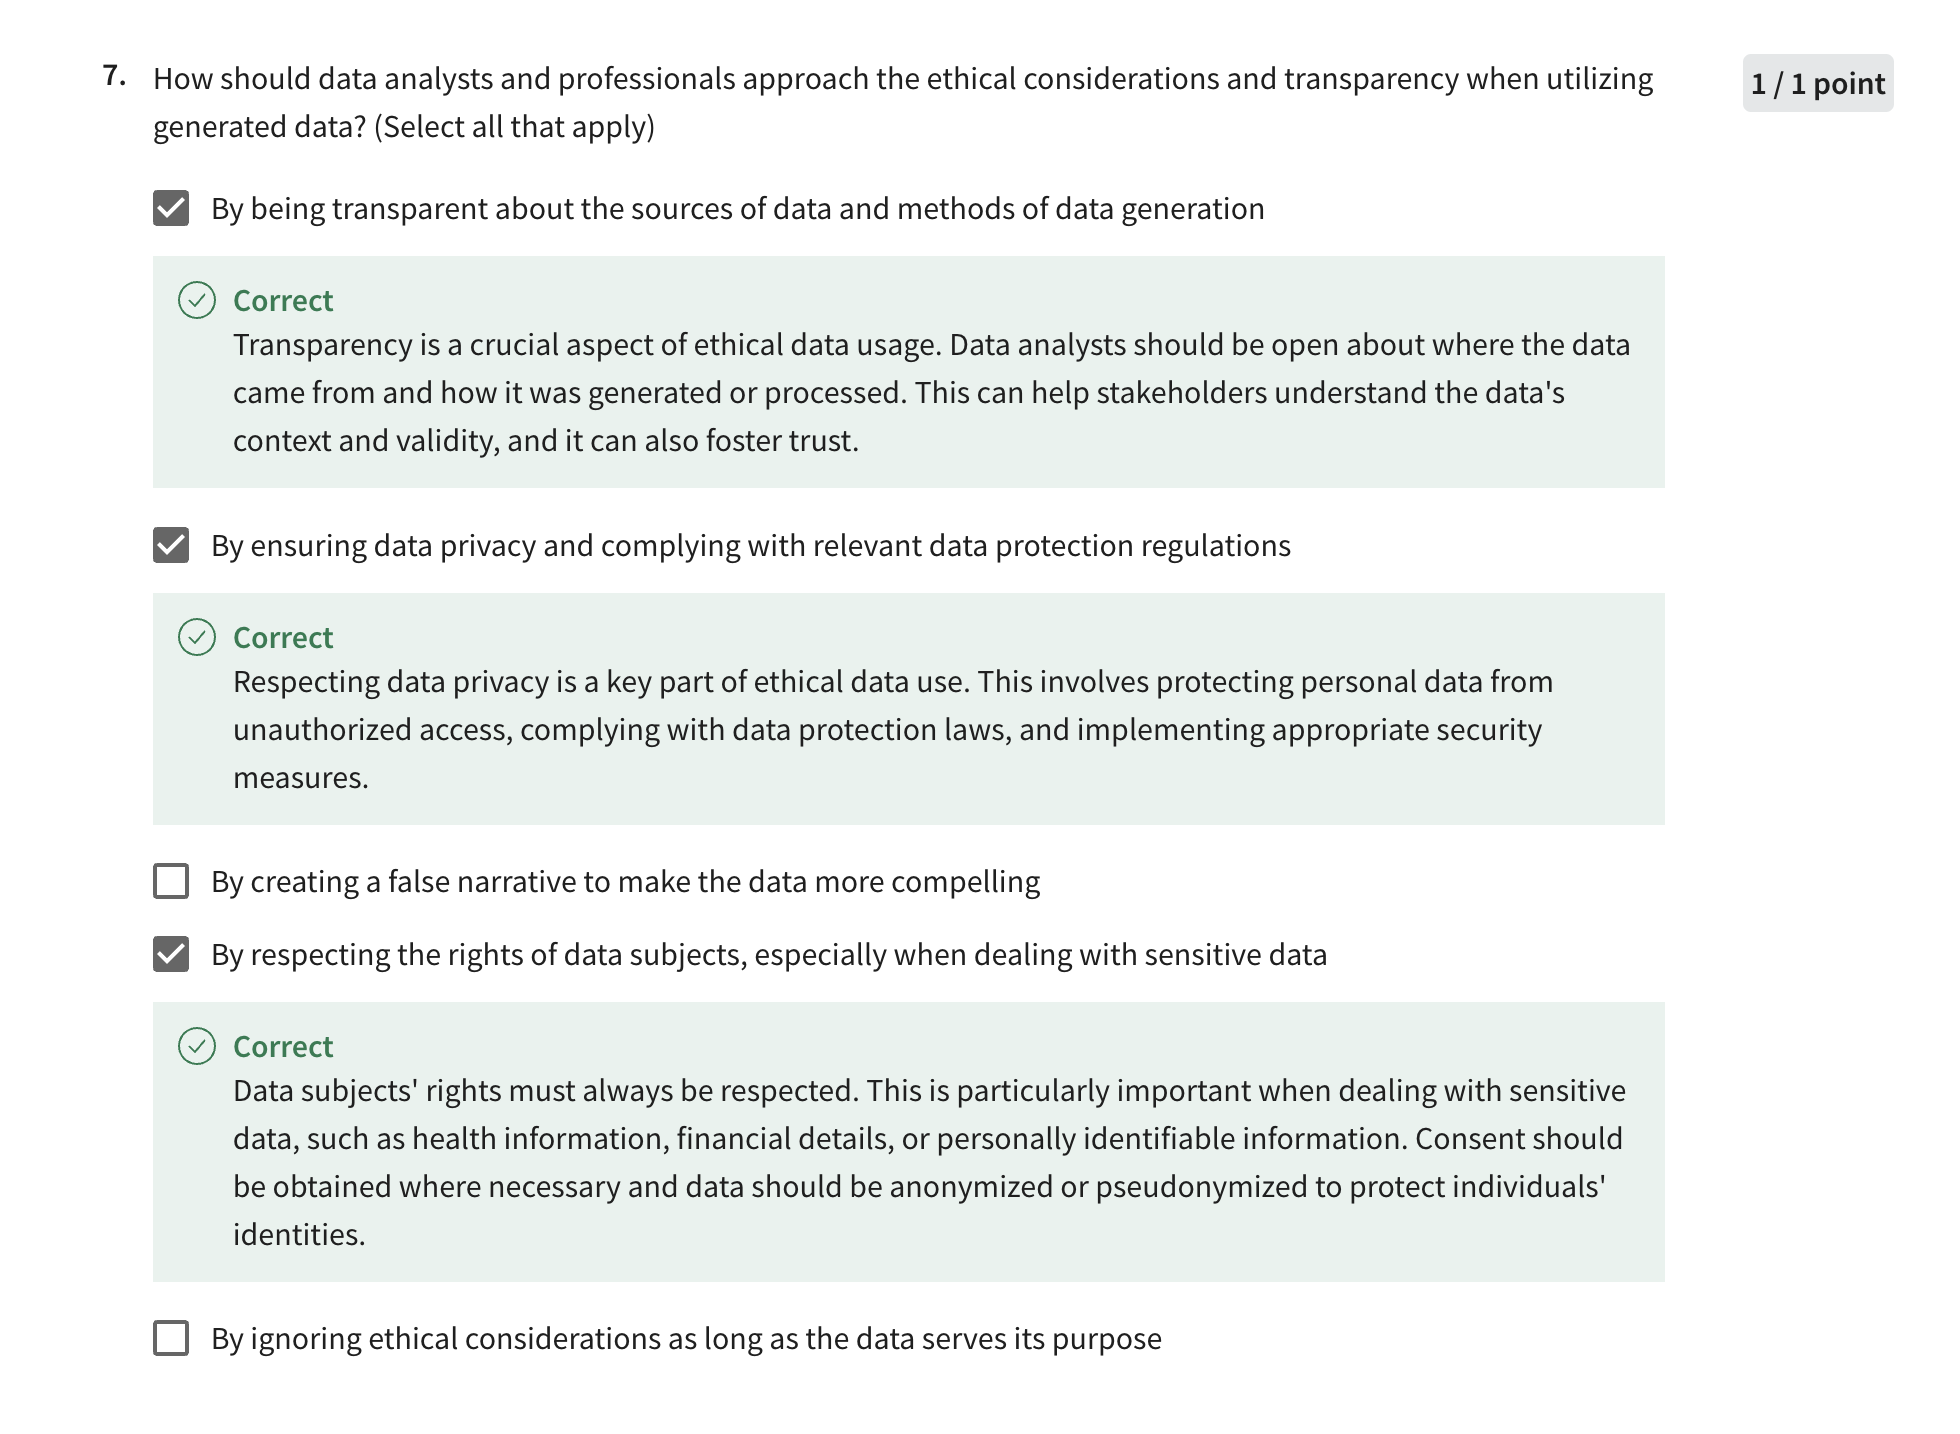 7. How should data analysts and professionals approach the ethical considerations and transparency when utilizing
generated data? (Select all that apply)
1 / 1 point
By being transparent about the sources of data and methods of data generation
Correct
Transparency is a crucial aspect of ethical data usage. Data analysts should be open about where the data
came from and how it was generated or processed. This can help stakeholders understand the data's
context and validity, and it can also foster trust.
By ensuring data privacy and complying with relevant data protection regulations
Correct
Respecting data privacy is a key part of ethical data use. This involves protecting personal data from
unauthorized access, complying with data protection laws, and implementing appropriate security
measures.
By creating a false narrative to make the data more compelling
By respecting the rights of data subjects, especially when dealing with sensitive data
Correct
Data subjects' rights must always be respected. This is particularly important when dealing with sensitive
data, such as health information, financial details, or personally identifiable information. Consent should
be obtained where necessary and data should be anonymized or pseudonymized to protect individuals'
identities.
By ignoring ethical considerations as long as the data serves its purpose